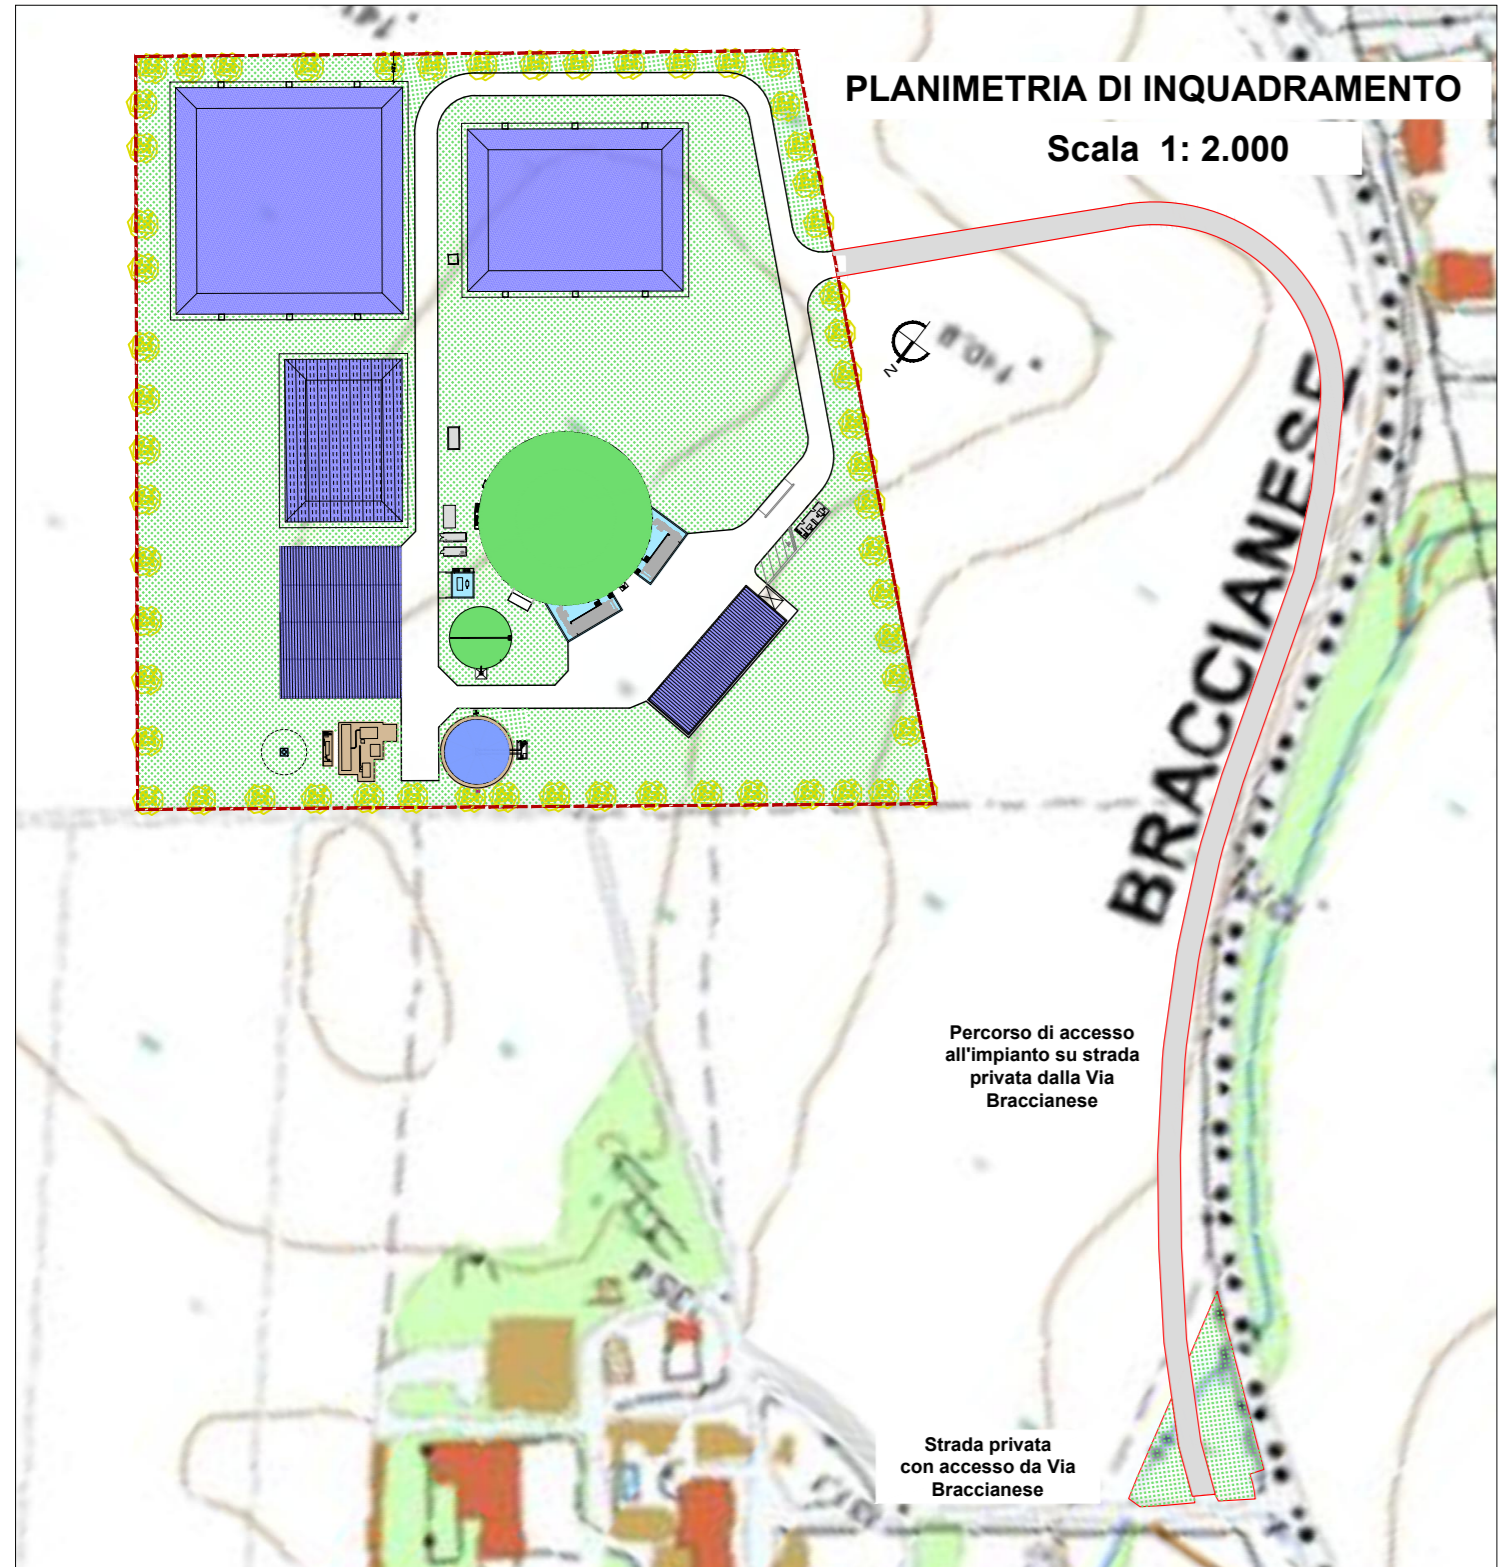 PLANIMETRIA DI INQUADRAMENTO
Scala 1: 2.000
N
BRACCIANESE
Percorso di accesso
all'impianto su strada
privata dalla Via
Braccianese
Strada privata
con accesso da Via
Braccianese